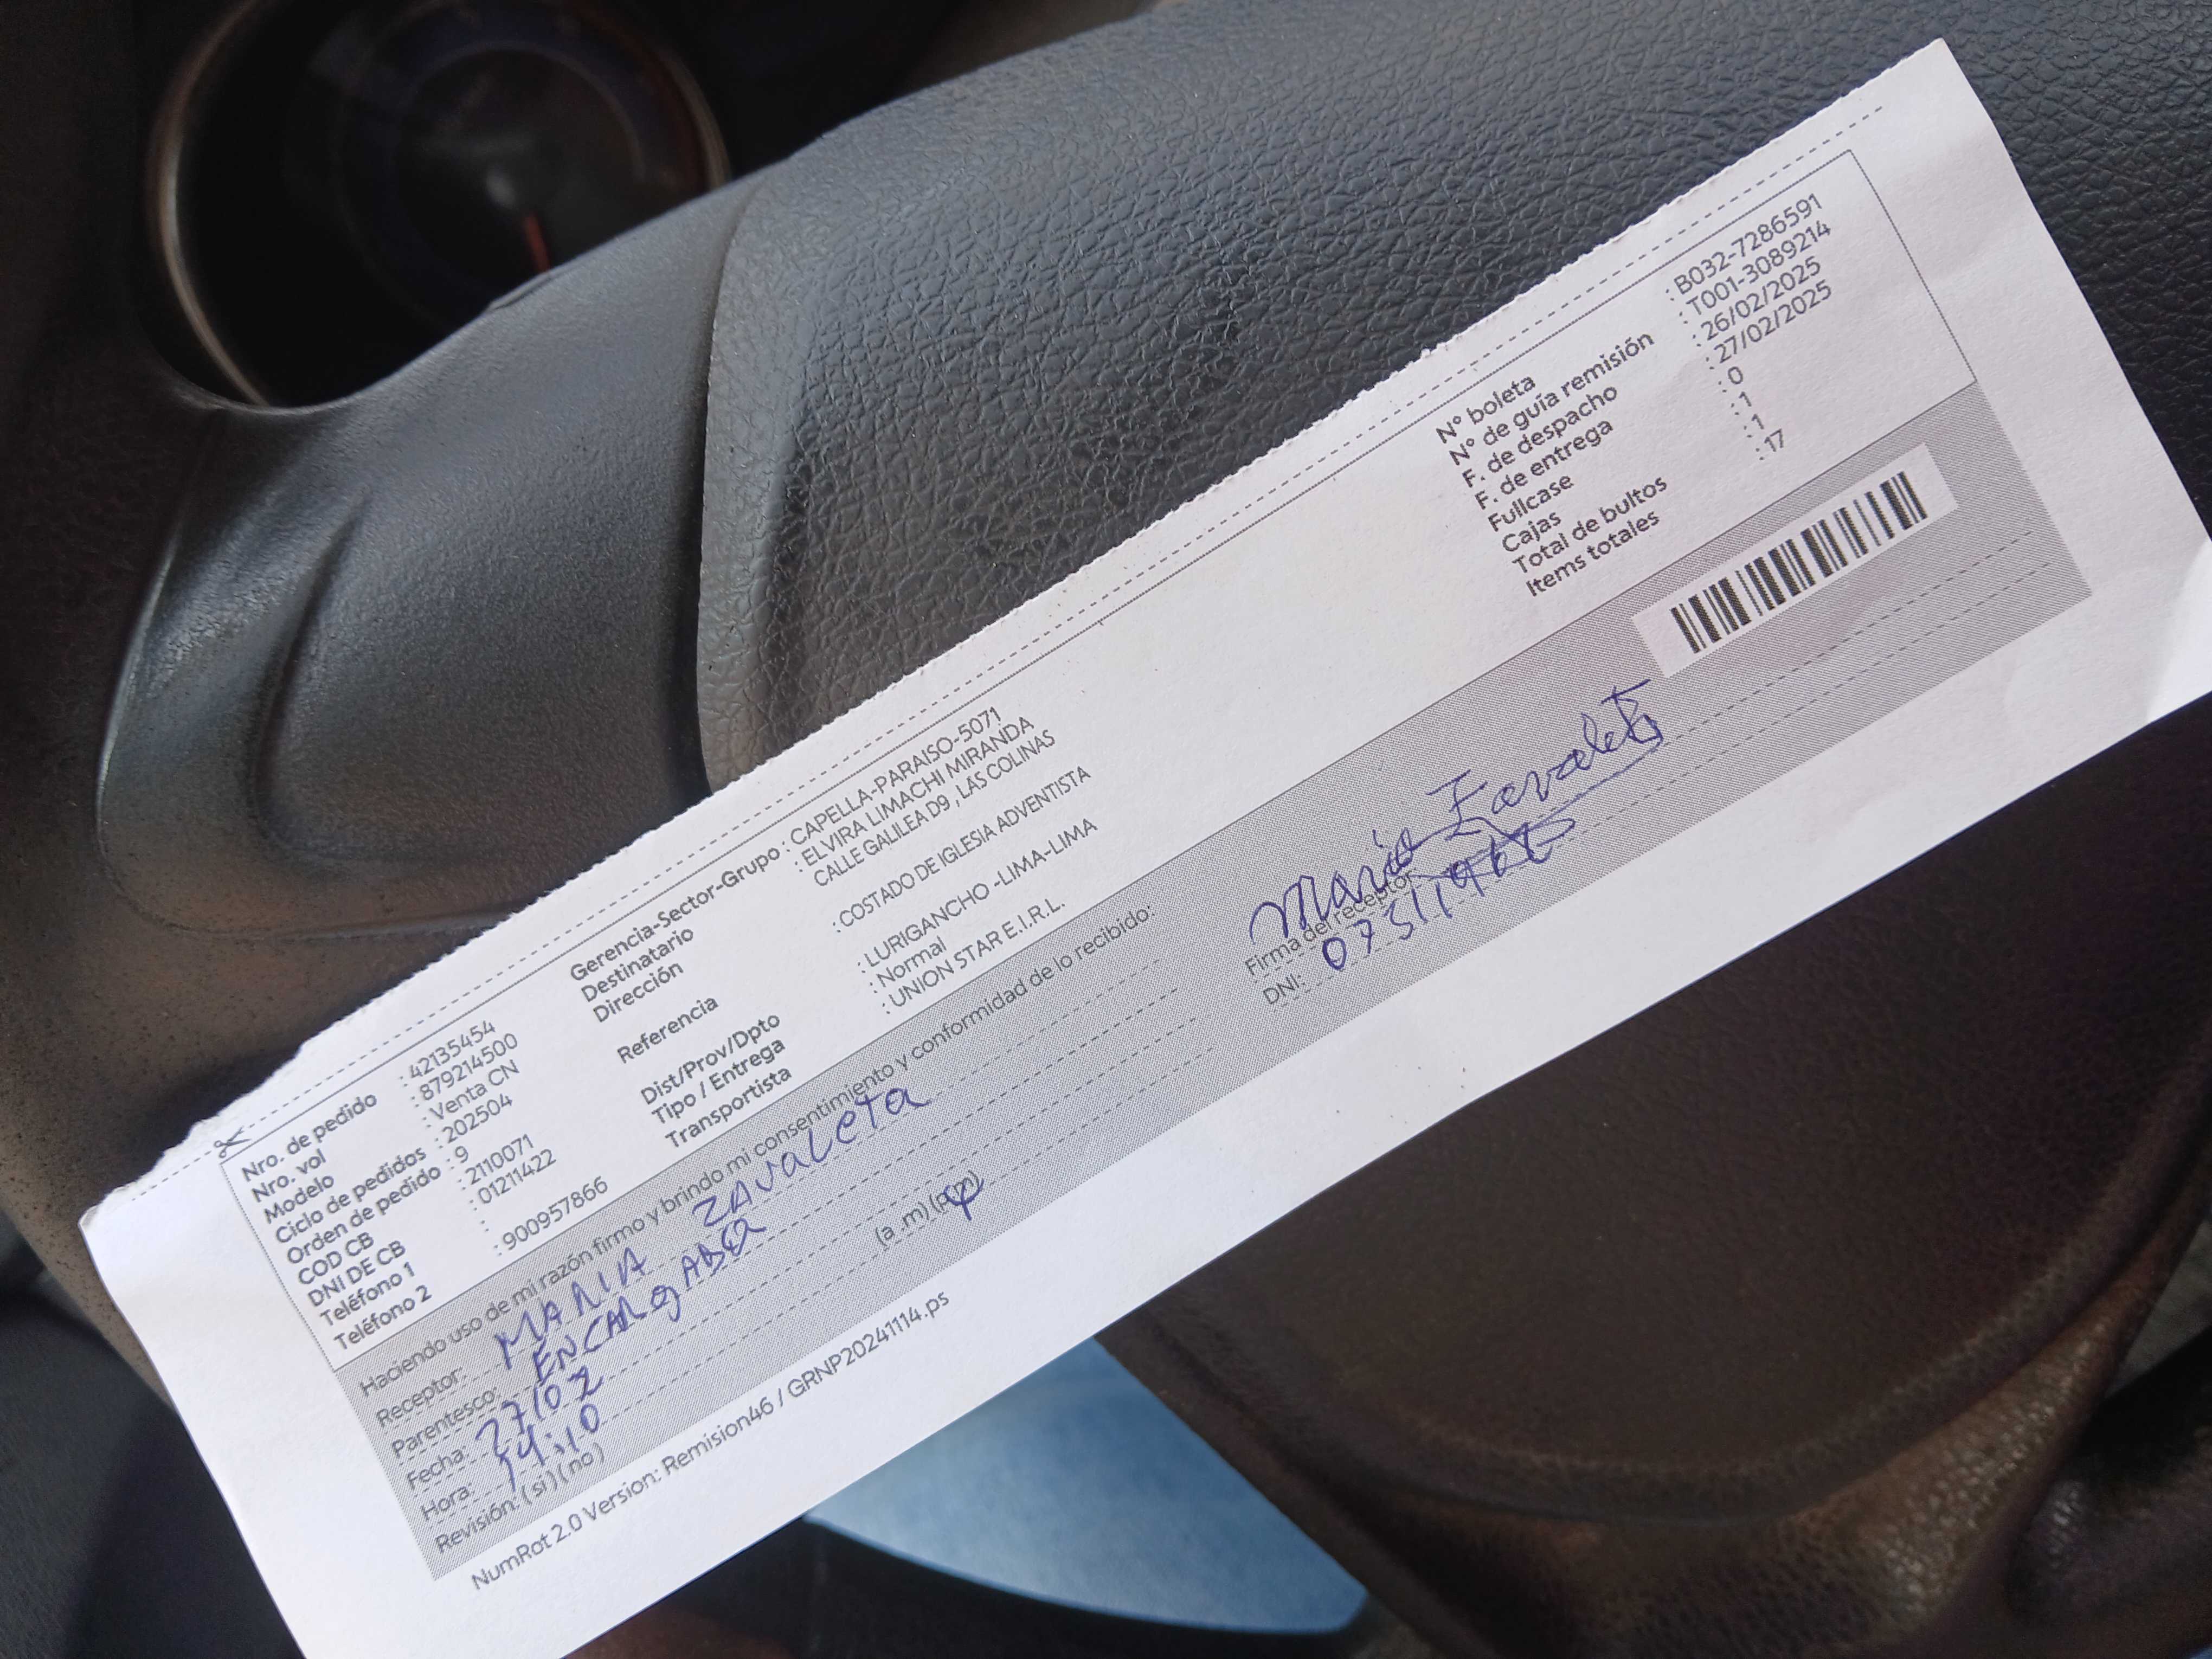 Nro. de pedido : 42135454
Nro. vol : 879214500
Modelo : Venta CN
Ciclo de pedidos : 202504
Orden de pedido : 9
COD CB : 2110071
DNI DE CB : 01211422
Teléfono 1 :
Teléfono 2 : 900957866
Gerencia-Sector-Grupo : CAPELLA-PARAISO-5071
Destinatario : ELVIRA LIMACHI MIRANDA
Dirección CALLE GALILEA D9 , LAS COLINAS
Referencia : COSTADO DE IGLESIA ADVENTISTA
Dist/Prov/Dpto : LURIGANCHO -LIMA-LIMA
Tipo / Entrega : Normal
Transportista : UNION STAR E.I.R.L.
N° boleta : B032-7286591
N° de guía remisión : T001-3089214
F. de despacho : 26/02/2025
F. de entrega : 27/02/2025
Fullcase : 0
Cajas : 1
Total de bultos : 1
Items totales : 17
Haciendo uso de mi razón firmo y brindo mi consentimiento y conformidad de lo recibido:
Receptor: MARIA ZAVALETA
Parentesco: ENCARGADA
Fecha: 27/02
Hora: 14:10 (a .m) (p.m)
Revisión: ( si ) ( no )
Maria Zavaleta
Firma del receptor
DNI:
NumRot 2.0 Version: Remision46 / GRNP20241114.ps